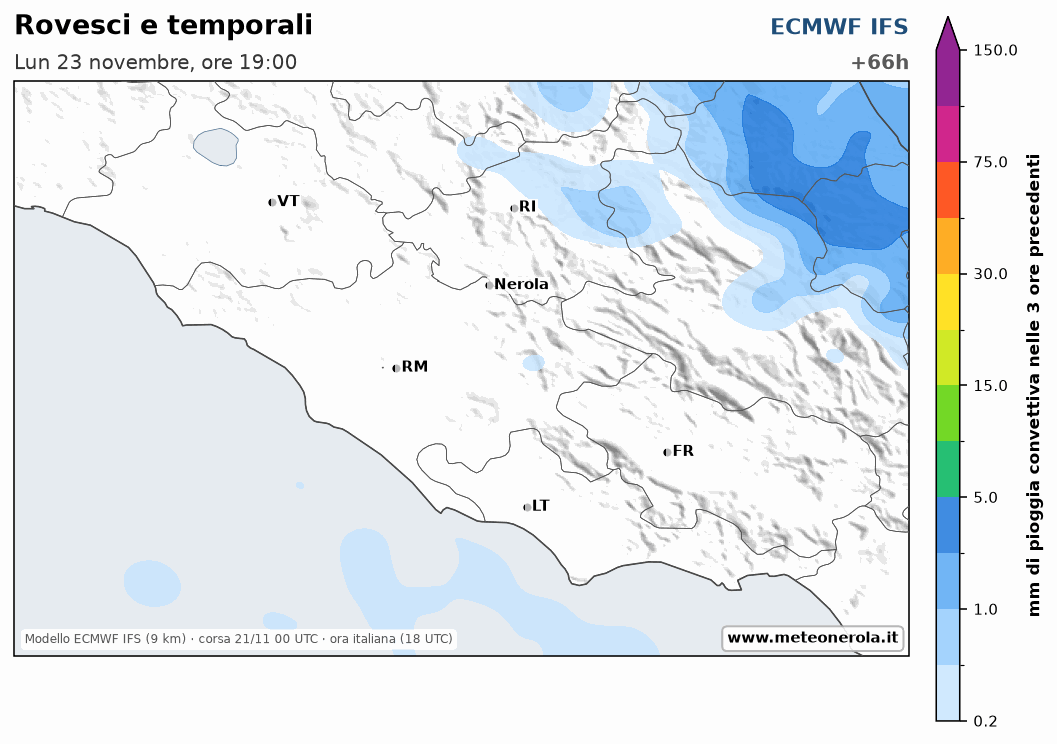 Rovesci e temporali
ECMWF IFS
Lun 23 novembre, ore 19:00
+66h
VT
RI
Nerola
RM
FR
LT
Modello ECMWF IFS (9 km) · corsa 21/11 00 UTC · ora italiana (18 UTC)
www.meteonerola.it
150.0
75.0
30.0
15.0
5.0
1.0
0.2
mm di pioggia convettiva nelle 3 ore precedenti